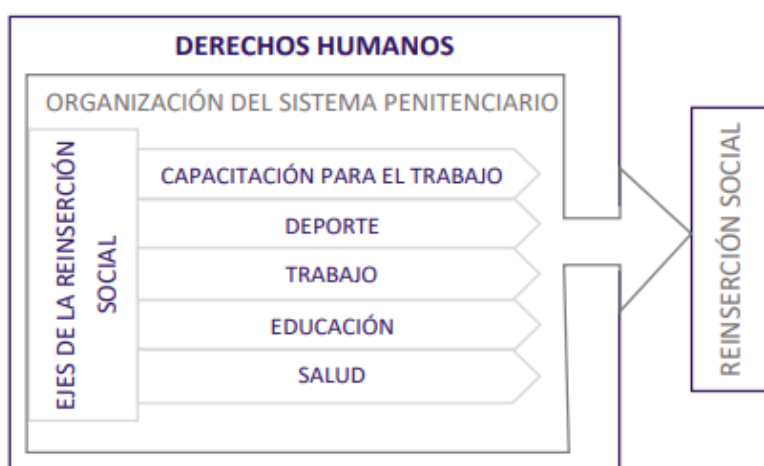 DERECHOS HUMANOS
ORGANIZACIÓN DEL SISTEMA PENITENCIARIO
EJES DE LA REINSERCIÓN
SOCIAL
CAPACITACIÓN PARA EL TRABAJO
DEPORTE
TRABAJO
EDUCACIÓN
SALUD
REINSERCIÓN SOCIAL